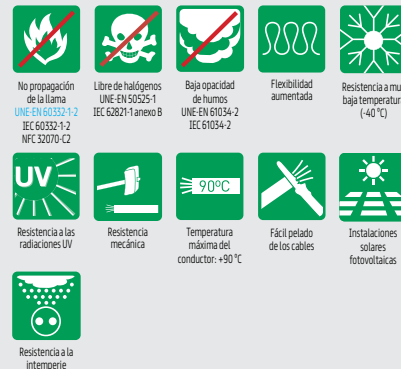 No propagación
de la llama
UNE-EN 60332-1-2
IEC 60332-1-2
NFC 32070-C2
Libre de halógenos
UNE-EN 50525-1
IEC 62821-1 anexo B
Baja opacidad
de humos
UNE-EN 61034-2
IEC 61034-2
Flexibilidad
aumentada
Resistencia a mu
baja temperatura
(-40 °C)
UV
Resistencia a las
radiaciones UV
Resistencia
mecánica
90ºC
Temperatura
máxima del
conductor: +90 °C
Fácil pelado
de los cables
Instalaciones
solares
fotovoltaicas
Resistencia a la
intemperie